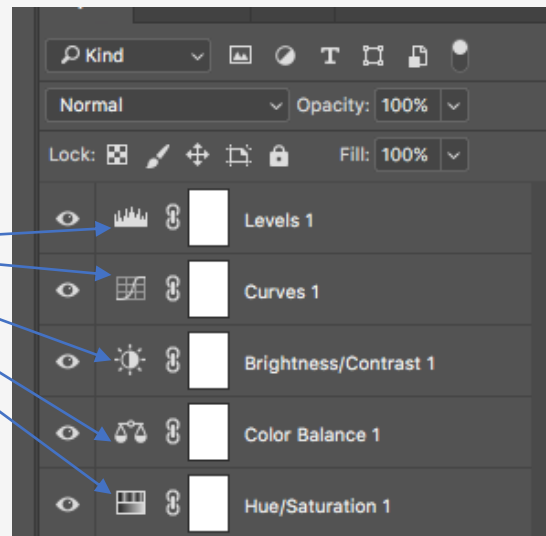 Kind
Normal Opacity: 100%
Lock: Fill: 100%
Levels 1
Curves 1
Brightness/Contrast 1
Color Balance 1
Hue/Saturation 1